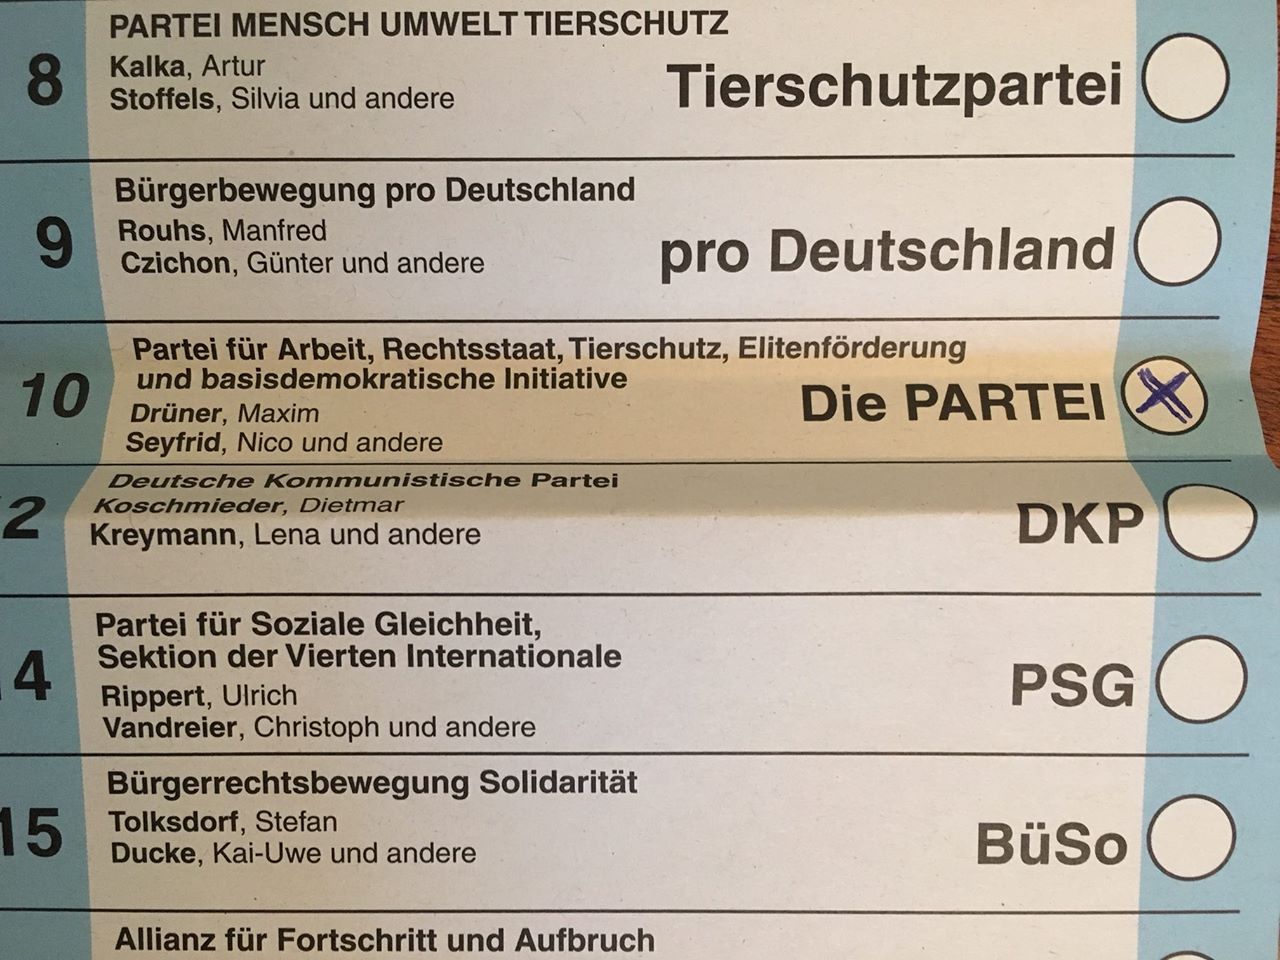 8
PARTEI MENSCH UMWELT TIERSCHUTZ
Kalka, Artur
Stoffels, Silvia und andere
Tierschutzpartei
9
Bürgerbewegung pro Deutschland
Rouhs, Manfred
Czichon, Günter und andere
pro Deutschland
10
Partei für Arbeit, Rechtsstaat, Tierschutz, Elitenförderung
und basisdemokratische Initiative
Drüner, Maxim
Seyfrid, Nico und andere
Die PARTEI
2
Deutsche Kommunistische Partei
Koschmieder, Dietmar
Kreymann, Lena und andere
DKP
14
Partei für Soziale Gleichheit,
Sektion der Vierten Internationale
Rippert, Ulrich
Vandreier, Christoph und andere
PSG
15
Bürgerrechtsbewegung Solidarität
Tolksdorf, Stefan
Ducke, Kai-Uwe und andere
BüSo
Allianz für Fortschritt und Aufbruch